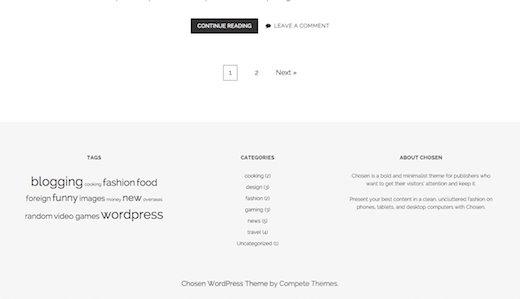 CONTINUE READING LEAVE A COMMENT
1 2 Next »
TAGS
blogging cooking fashion food
foreign funny images money new overseas
random video games wordpress
CATEGORIES
cooking (2)
design (3)
fashion (2)
gaming (3)
news (5)
travel (4)
Uncategorized (1)
ABOUT CHOSEN
Chosen is a bold and minimalist theme for publishers who
want to get their visitors' attention and keep it.
Present your best content in a clean, uncluttered fashion on
phones, tablets, and desktop computers with Chosen.
Chosen WordPress Theme by Compete Themes.